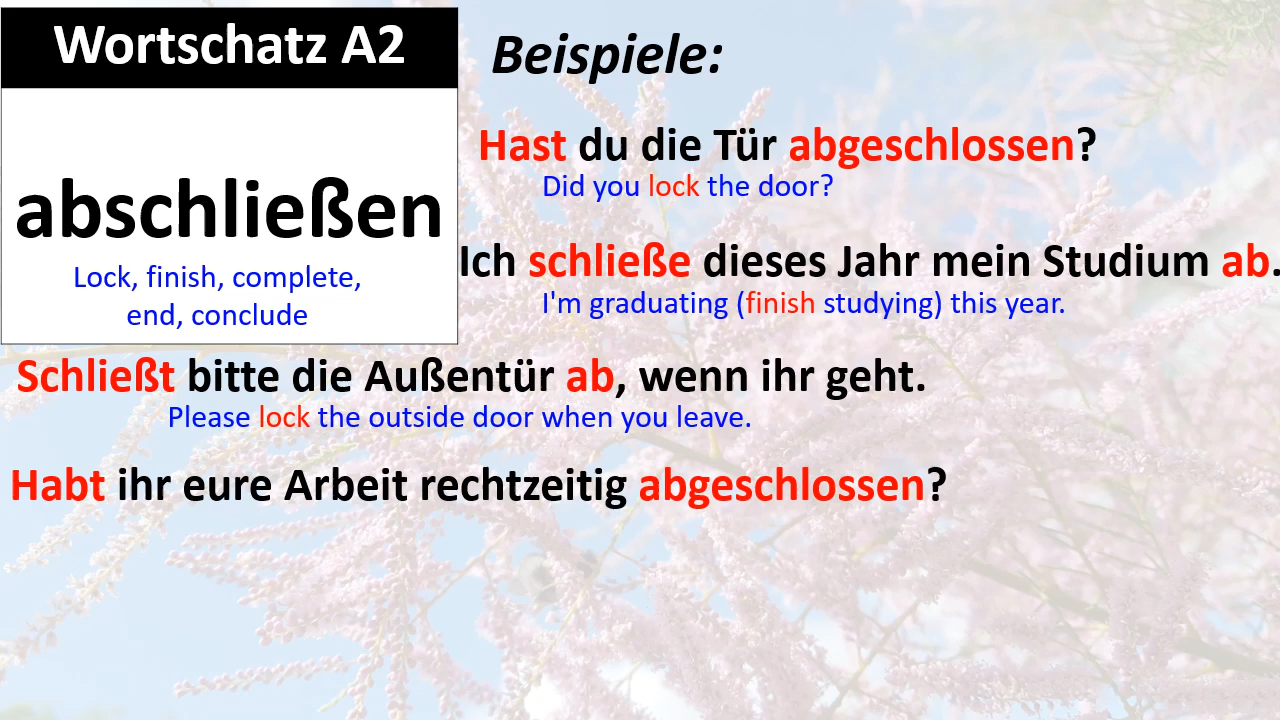 Wortschatz A2
abschließen
Lock, finish, complete,
end, conclude
Beispiele:
Hast du die Tür abgeschlossen?
Did you lock the door?
Ich schließe dieses Jahr mein Studium ab.
I'm graduating (finish studying) this year.
Schließt bitte die Außentür ab, wenn ihr geht.
Please lock the outside door when you leave.
Habt ihr eure Arbeit rechtzeitig abgeschlossen?